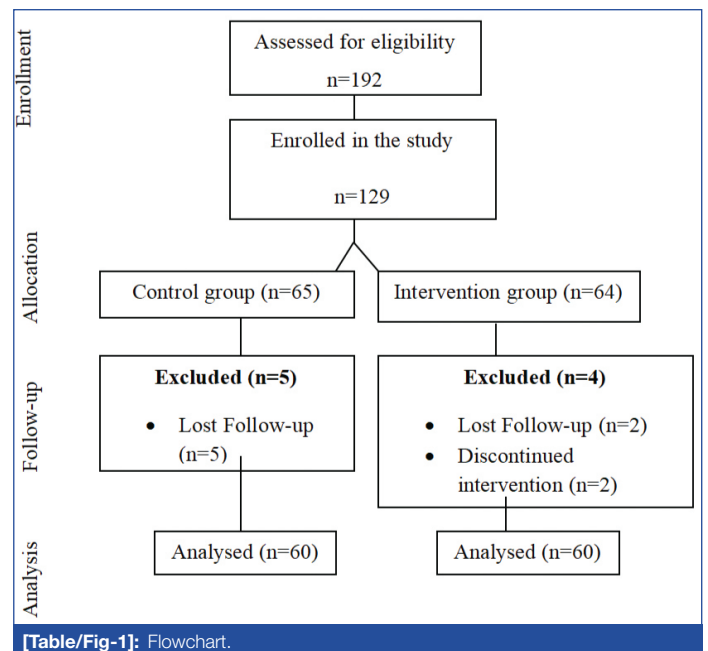 Enrollment
Assessed for eligibility
n=192
Enrolled in the study
n=129
Allocation
Control group (n=65)
Intervention group (n=64)
Follow-up
Excluded (n=5)
• Lost Follow-up
(n=5)
Excluded (n=4)
• Lost Follow-up (n=2)
• Discontinued
intervention (n=2)
Analysis
Analysed (n=60)
Analysed (n=60)
[Table/Fig-1]: Flowchart.